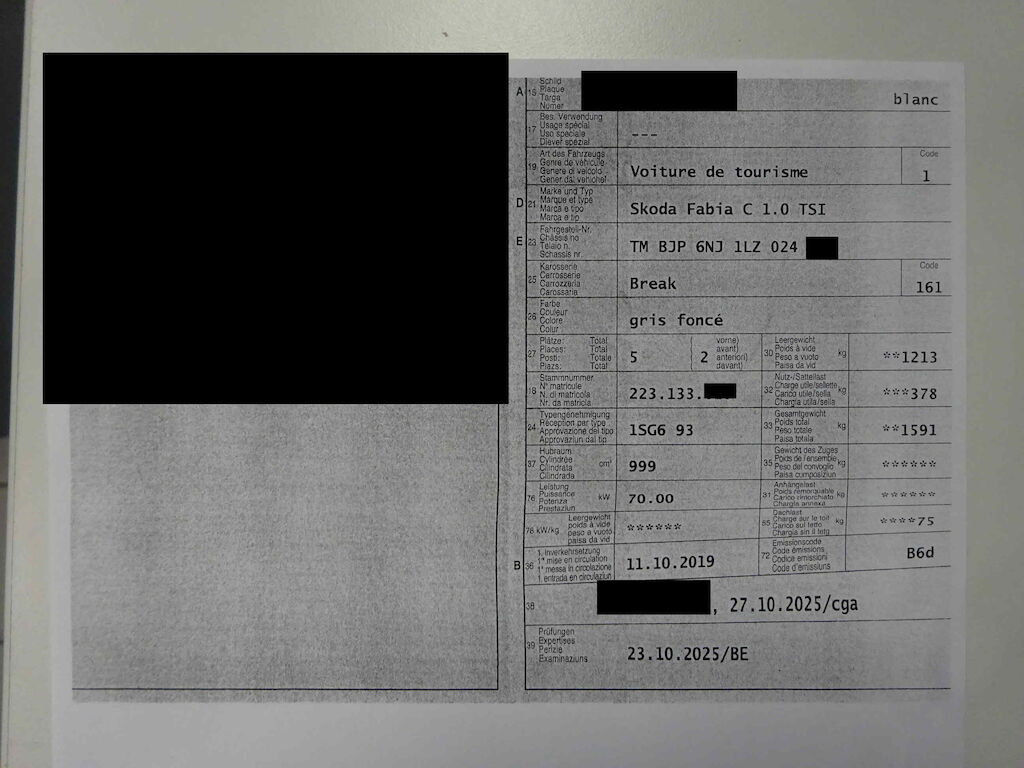 A 15 Schild
Plaque
Targa
Numer
blanc
17 Bes. Verwendung
Usage spécial
Uso speciale
Diever spezial
---
19 Art des Fahrzeugs
Genre de véhicule
Genere di veicolo
Gener dal vehichel
Voiture de tourisme
Code
1
D 21 Marke und Typ
Marque et type
Marca e tipo
Marca e tip
Skoda Fabia C 1.0 TSI
E 23 Fahrgestell-Nr.
Châssis no
Telaio n.
Schassis nr.
TM BJP 6NJ 1LZ 024
25 Karosserie
Carrosserie
Carrozzeria
Carossaria
Break
Code
161
26 Farbe
Couleur
Colore
Colur
gris foncé
27 Plätze: Total
Places: Total
Posti: Totale
Plazs: Total
5
( 2
vorne)
avant)
anteriori)
davant)
30 Leergewicht
Poids à vide
Peso a vuoto
Paisa da vid
kg
**1213
18 Stammnummer
N° matricule
N. di matricola
Nr. da matricla
223.133.
32 Nutz-/Sattellast
Charge utile/sellette
Carico utile/sella
Chargia utila/sella
kg
***378
24 Typengenehmigung
Réception par type
Approvazione del tipo
Approvaziun dal tip
1SG6 93
33 Gesamtgewicht
Poids total
Peso totale
Paisa totala
kg
**1591
37 Hubraum
Cylindrée
Cilindrata
Cilindrada
cm³
999
35 Gewicht des Zuges
Poids de l'ensemble
Peso del convoglio
Paisa cumposiziun
kg
******
76 Leistung
Puissance
Potenza
Prestaziun
kW
70.00
31 Anhängelast
Poids remorquable
Carico rimorchiato
Chargia annexa
kg
******
78 kW/kg
Leergewicht
poids à vide
peso a vuoto
paisa da vid
******
55 Dachlast
Charge sur le toit
Carico sul tetto
Chargia sin il tetg
kg
****75
B 36 1. Inverkehrsetzung
1re mise en circulation
1a messa in circolazione
1. entrada en circulaziun
11.10.2019
72 Emissionscode
Code émissions
Codice emissioni
Code d'emissiuns
B6d
38
, 27.10.2025/cga
39 Prüfungen
Expertises
Perizie
Examinaziuns
23.10.2025/BE